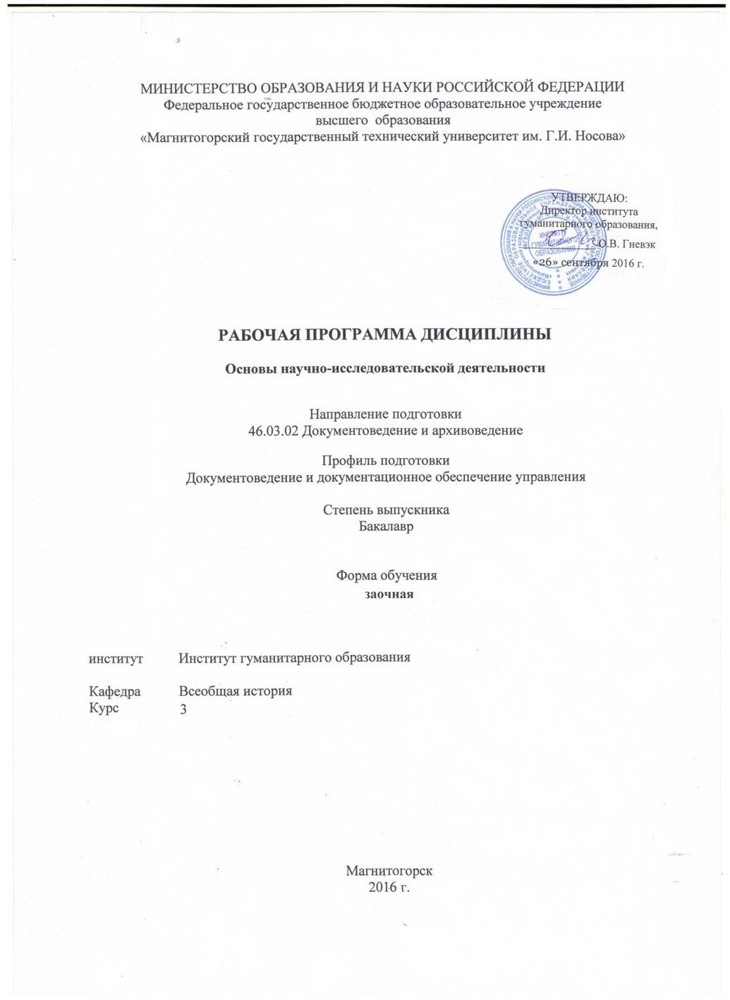 МИНИСТЕРСТВО ОБРАЗОВАНИЯ И НАУКИ РОССИЙСКОЙ ФЕДЕРАЦИИ
Федеральное государственное бюджетное образовательное учреждение
высшего образования
«Магнитогорский государственный технический университет им. Г.И. Носова»
УТВЕРЖДАЮ:
Директор института
гуманитарного образования,
О.В. Гневэк
«26» сентября 2016 г.
ИНСТИТУТ
ГУМАНИТАРНОГО
ОБРАЗОВАНИЯ
РАБОЧАЯ ПРОГРАММА ДИСЦИПЛИНЫ
Основы научно-исследовательской деятельности
Направление подготовки
46.03.02 Документоведение и архивоведение
Профиль подготовки
Документоведение и документационное обеспечение управления
Степень выпускника
Бакалавр
Форма обучения
заочная
институт Институт гуманитарного образования
Кафедра Всеобщая история
Курс 3
Магнитогорск
2016 г.